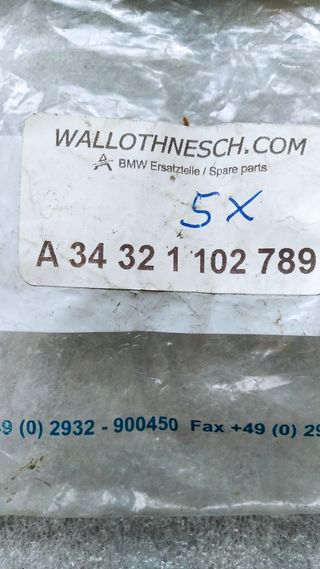 WALLOTHNESCH.COM
BMW Ersatzteile / Spare parts
5 X
A 34 32 1 102 789
9 (0) 2932 - 900450 Fax +49 (0) 29